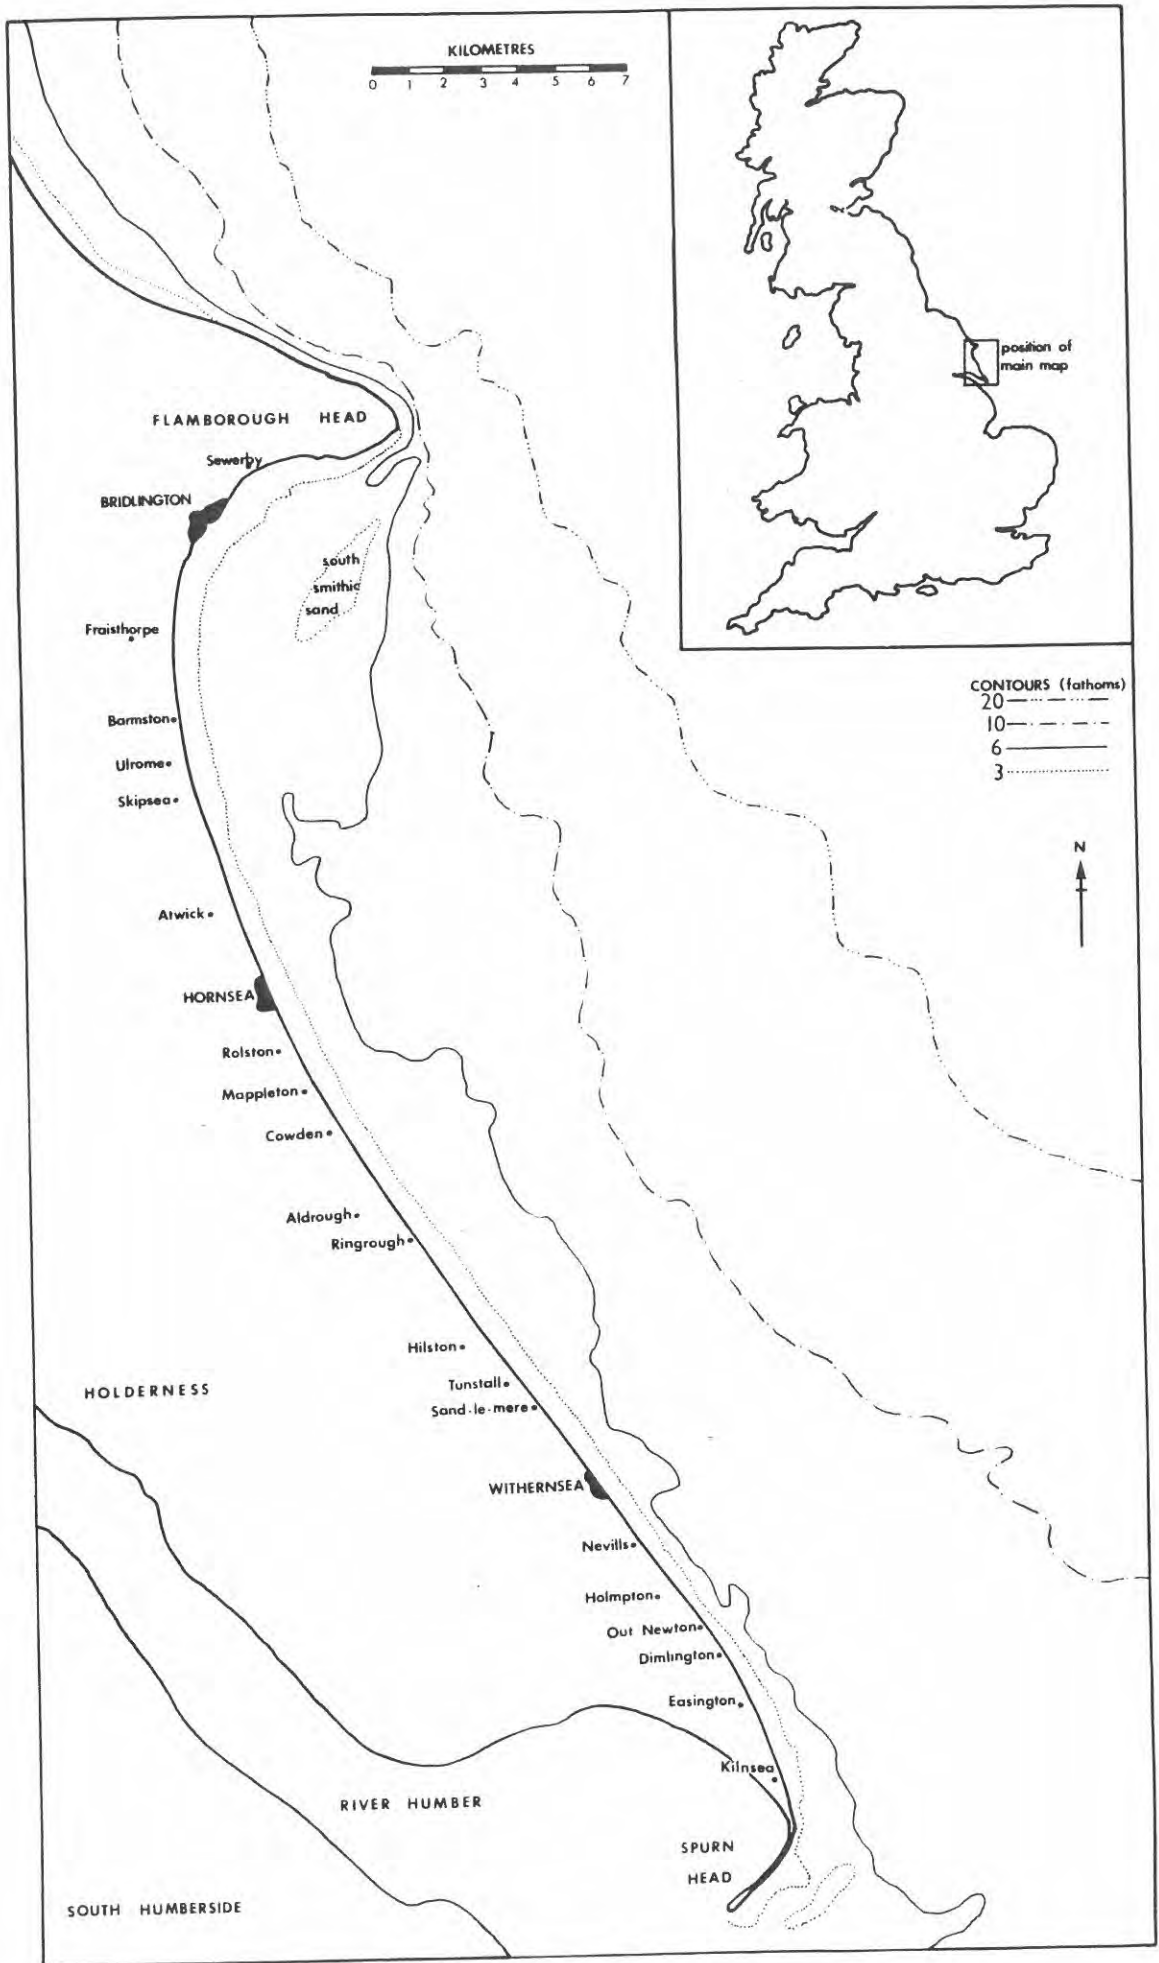 KILOMETRES
0 1 2 3 4 5 6 7
position of
main map
FLAMBOROUGH HEAD
Sewerby
BRIDLINGTON
south
smithic
sand
Fraisthorpe
CONTOURS (fathoms)
20
10
6
3
Barmston
Ulrome
Skipsea
N
Atwick
HORNSEA
Rolston
Mappleton
Cowden
Aldrough
Ringrough
Hilston
Tunstall
Sand-le-mere
HOLDERNESS
WITHERNSEA
Nevills
Holmpton
Out Newton
Dimlington
Easington
Kilnsea
RIVER HUMBER
SPURN
HEAD
SOUTH HUMBERSIDE